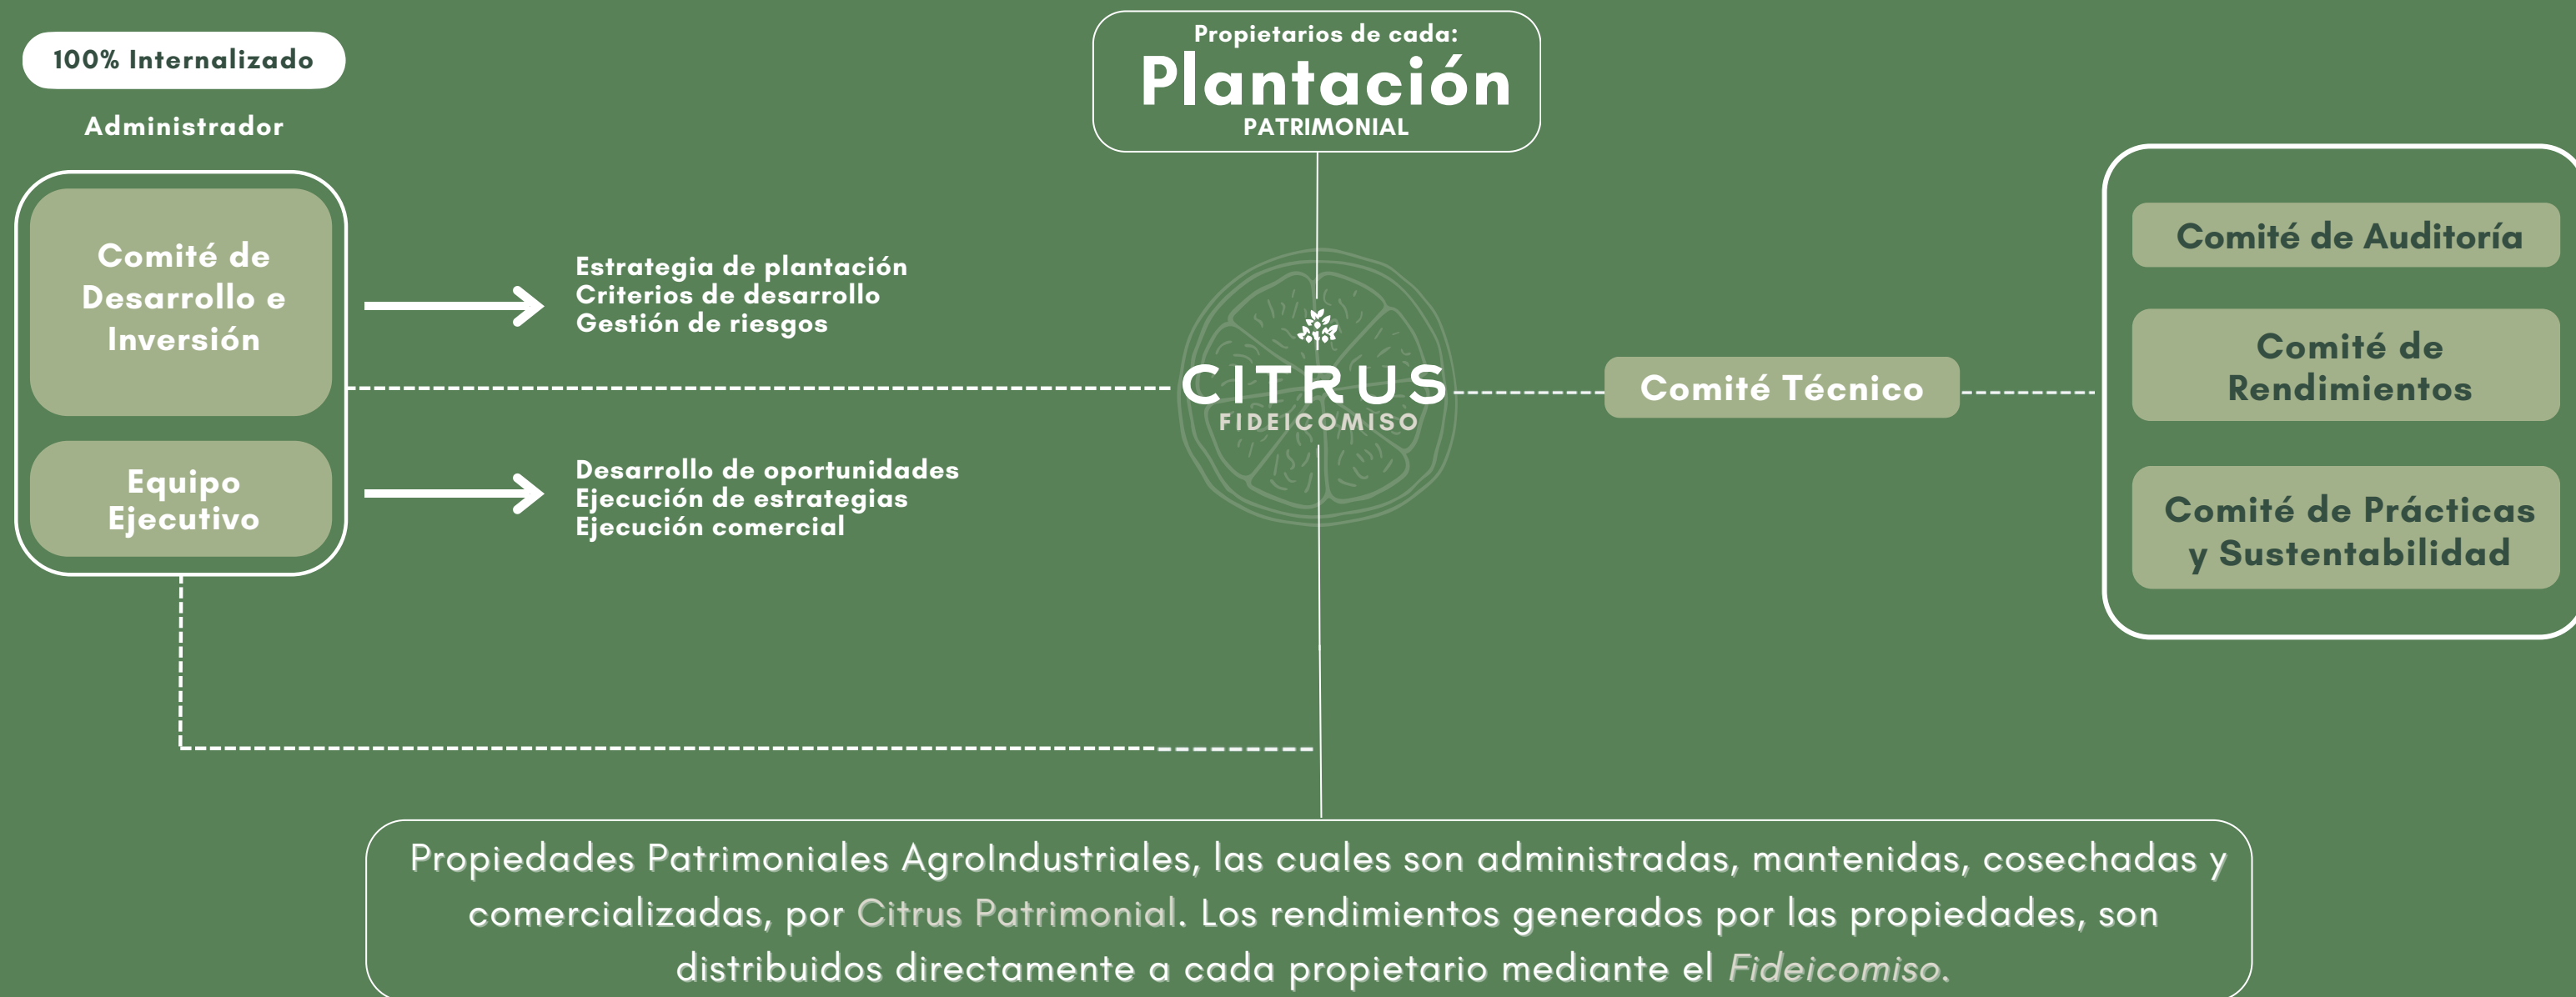 100% Internalizado
Administrador
Comité de
Desarrollo e
Inversión
Equipo
Ejecutivo
Estrategia de plantación
Criterios de desarrollo
Gestión de riesgos
Desarrollo de oportunidades
Ejecución de estrategias
Ejecución comercial
Propietarios de cada:
Plantación
PATRIMONIAL
CITRUS
FIDEICOMISO
Comité Técnico
Comité de Auditoría
Comité de
Rendimientos
Comité de Prácticas
y Sustentabilidad
Propiedades Patrimoniales AgroIndustriales, las cuales son administradas, mantenidas, cosechadas y
comercializadas, por Citrus Patrimonial. Los rendimientos generados por las propiedades, son
distribuidos directamente a cada propietario mediante el Fideicomiso.